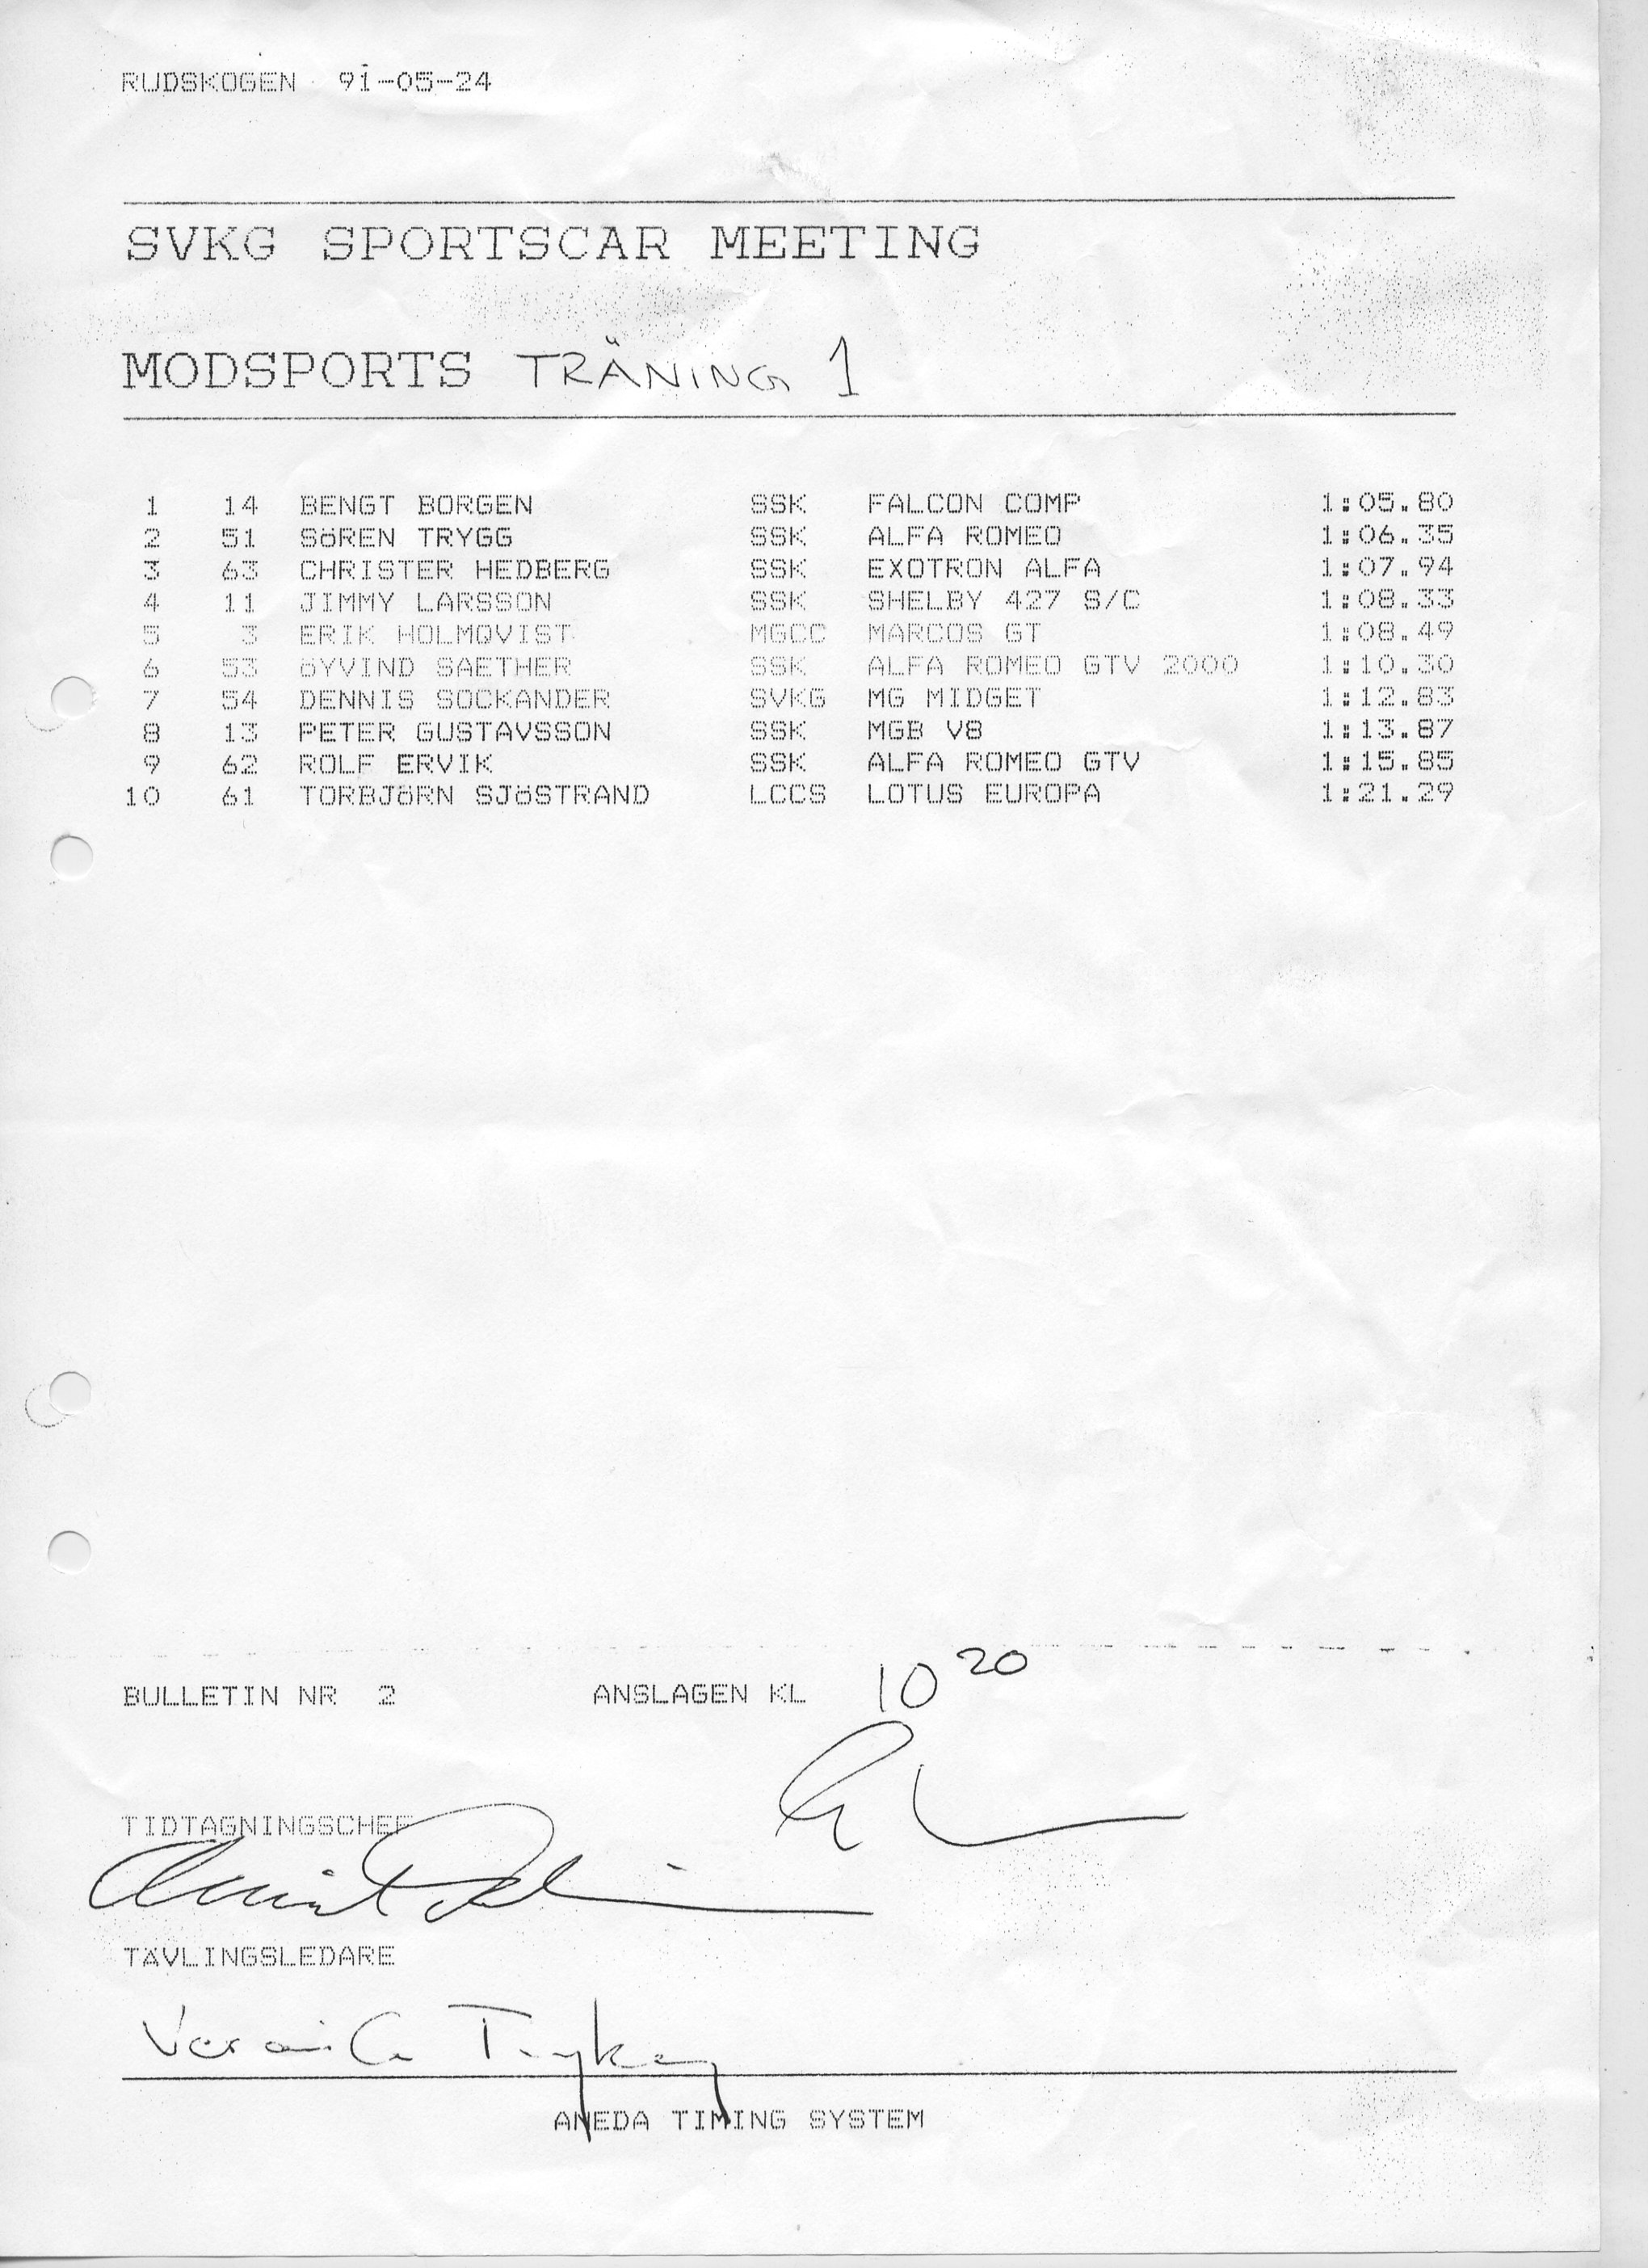 RUDSKOGEN 91-05-24
SVKG SPORTSCAR MEETING
MODSPORTS TRÄNING 1
1 14 BENGT BORGEN SSK FALCON COMP 1:05.80
2 51 SöREN TRYGG SSK ALFA ROMEO 1:06.35
3 63 CHRISTER HEDBERG SSK EXOTRON ALFA 1:07.94
4 11 JIMMY LARSSON SSK SHELBY 427 S/C 1:08.33
5 3 ERIK HOLMQVIST MGCC MARCOS GT 1:08.49
6 53 öYVIND SAETHER SSK ALFA ROMEO GTV 2000 1:10.30
7 54 DENNIS SOCKANDER SVKG MG MIDGET 1:12.83
8 13 PETER GUSTAVSSON SSK MGB V8 1:13.87
9 62 ROLF ERVIK SSK ALFA ROMEO GTV 1:15.85
10 61 TORBJöRN SJöSTRAND LCCS LOTUS EUROPA 1:21.29
BULLETIN NR 2 ANSLAGEN KL 10 20
TIDTAGNINGSCHEF
TÄVLINGSLEDARE
ANEDA TIMING SYSTEM